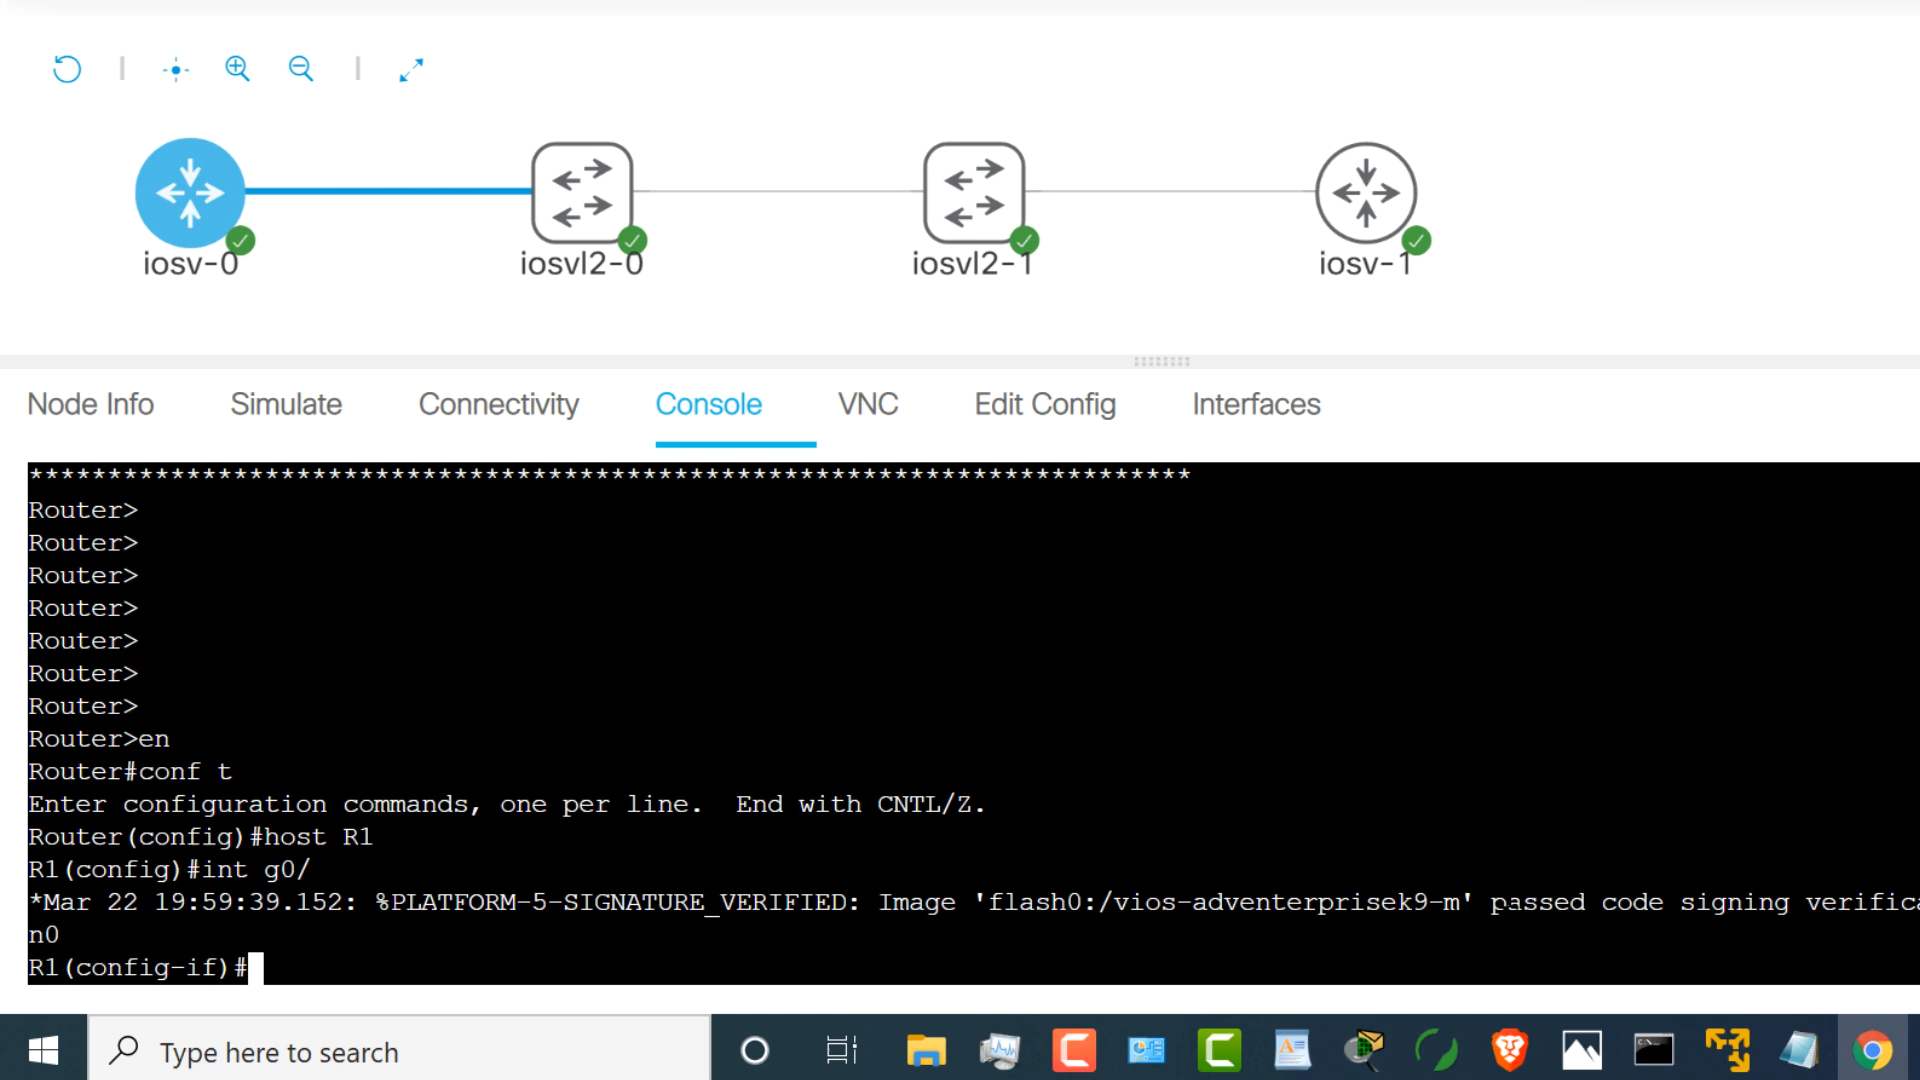 iosv-0
iosvl2-0
iosvl2-1
iosv-1
Node Info Simulate Connectivity Console VNC Edit Config Interfaces
**************************************************************************
Router>
Router>
Router>
Router>
Router>
Router>
Router>
Router>en
Router#conf t
Enter configuration commands, one per line.  End with CNTL/Z.
Router(config)#host R1
R1(config)#int g0/
*Mar 22 19:59:39.152: %PLATFORM-5-SIGNATURE_VERIFIED: Image 'flash0:/vios-adventerprisek9-m' passed code signing verifica
n0
R1(config-if)#
Type here to search